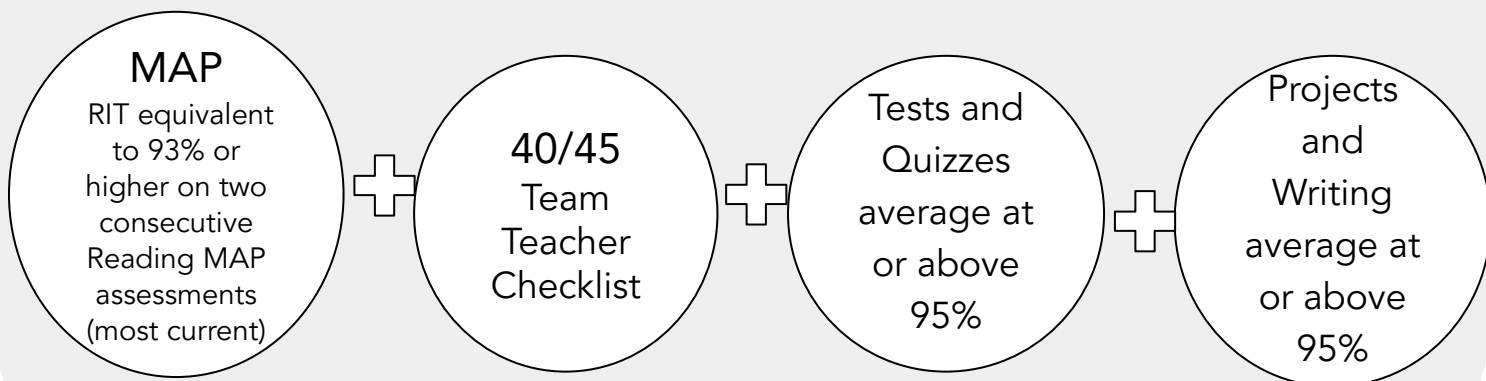 MAP
RIT equivalent
to 93% or
higher on two
consecutive
Reading MAP
assessments
(most current)
40/45
Team
Teacher
Checklist
Tests and
Quizzes
average at
or above
95%
Projects
and
Writing
average at
or above
95%